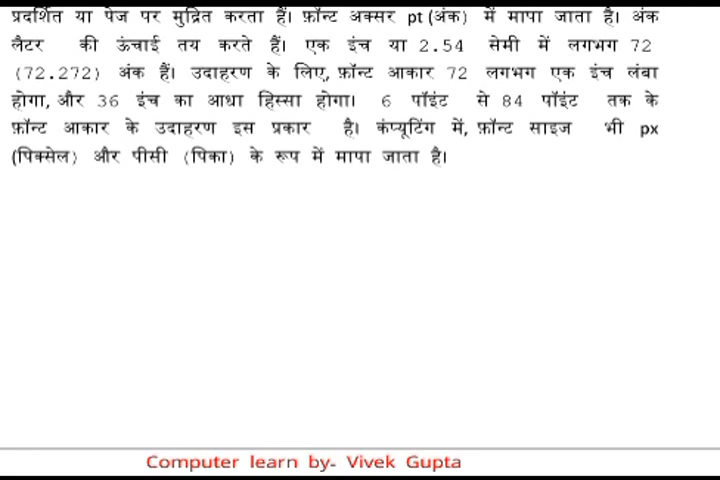 प्रदर्शित या पेज पर मुद्रित करता हैं। फ़ॉन्ट अक्सर pt (अंक) में मापा जाता है। अंक
लैटर की ऊंचाई तय करते हैं। एक इंच या 2.54 सेमी में लगभग 72
(72.272) अंक हैं। उदाहरण के लिए, फ़ॉन्ट आकार 72 लगभग एक इंच लंबा
होगा, और 36 इंच का आधा हिस्सा होगा। 6 पॉइंट से 84 पॉइंट तक के
फ़ॉन्ट आकार के उदाहरण इस प्रकार है। कंप्यूटिंग में, फ़ॉन्ट साइज भी px
(पिक्सेल) और पीसी (पिका) के रूप में मापा जाता है।
Computer learn by- Vivek Gupta